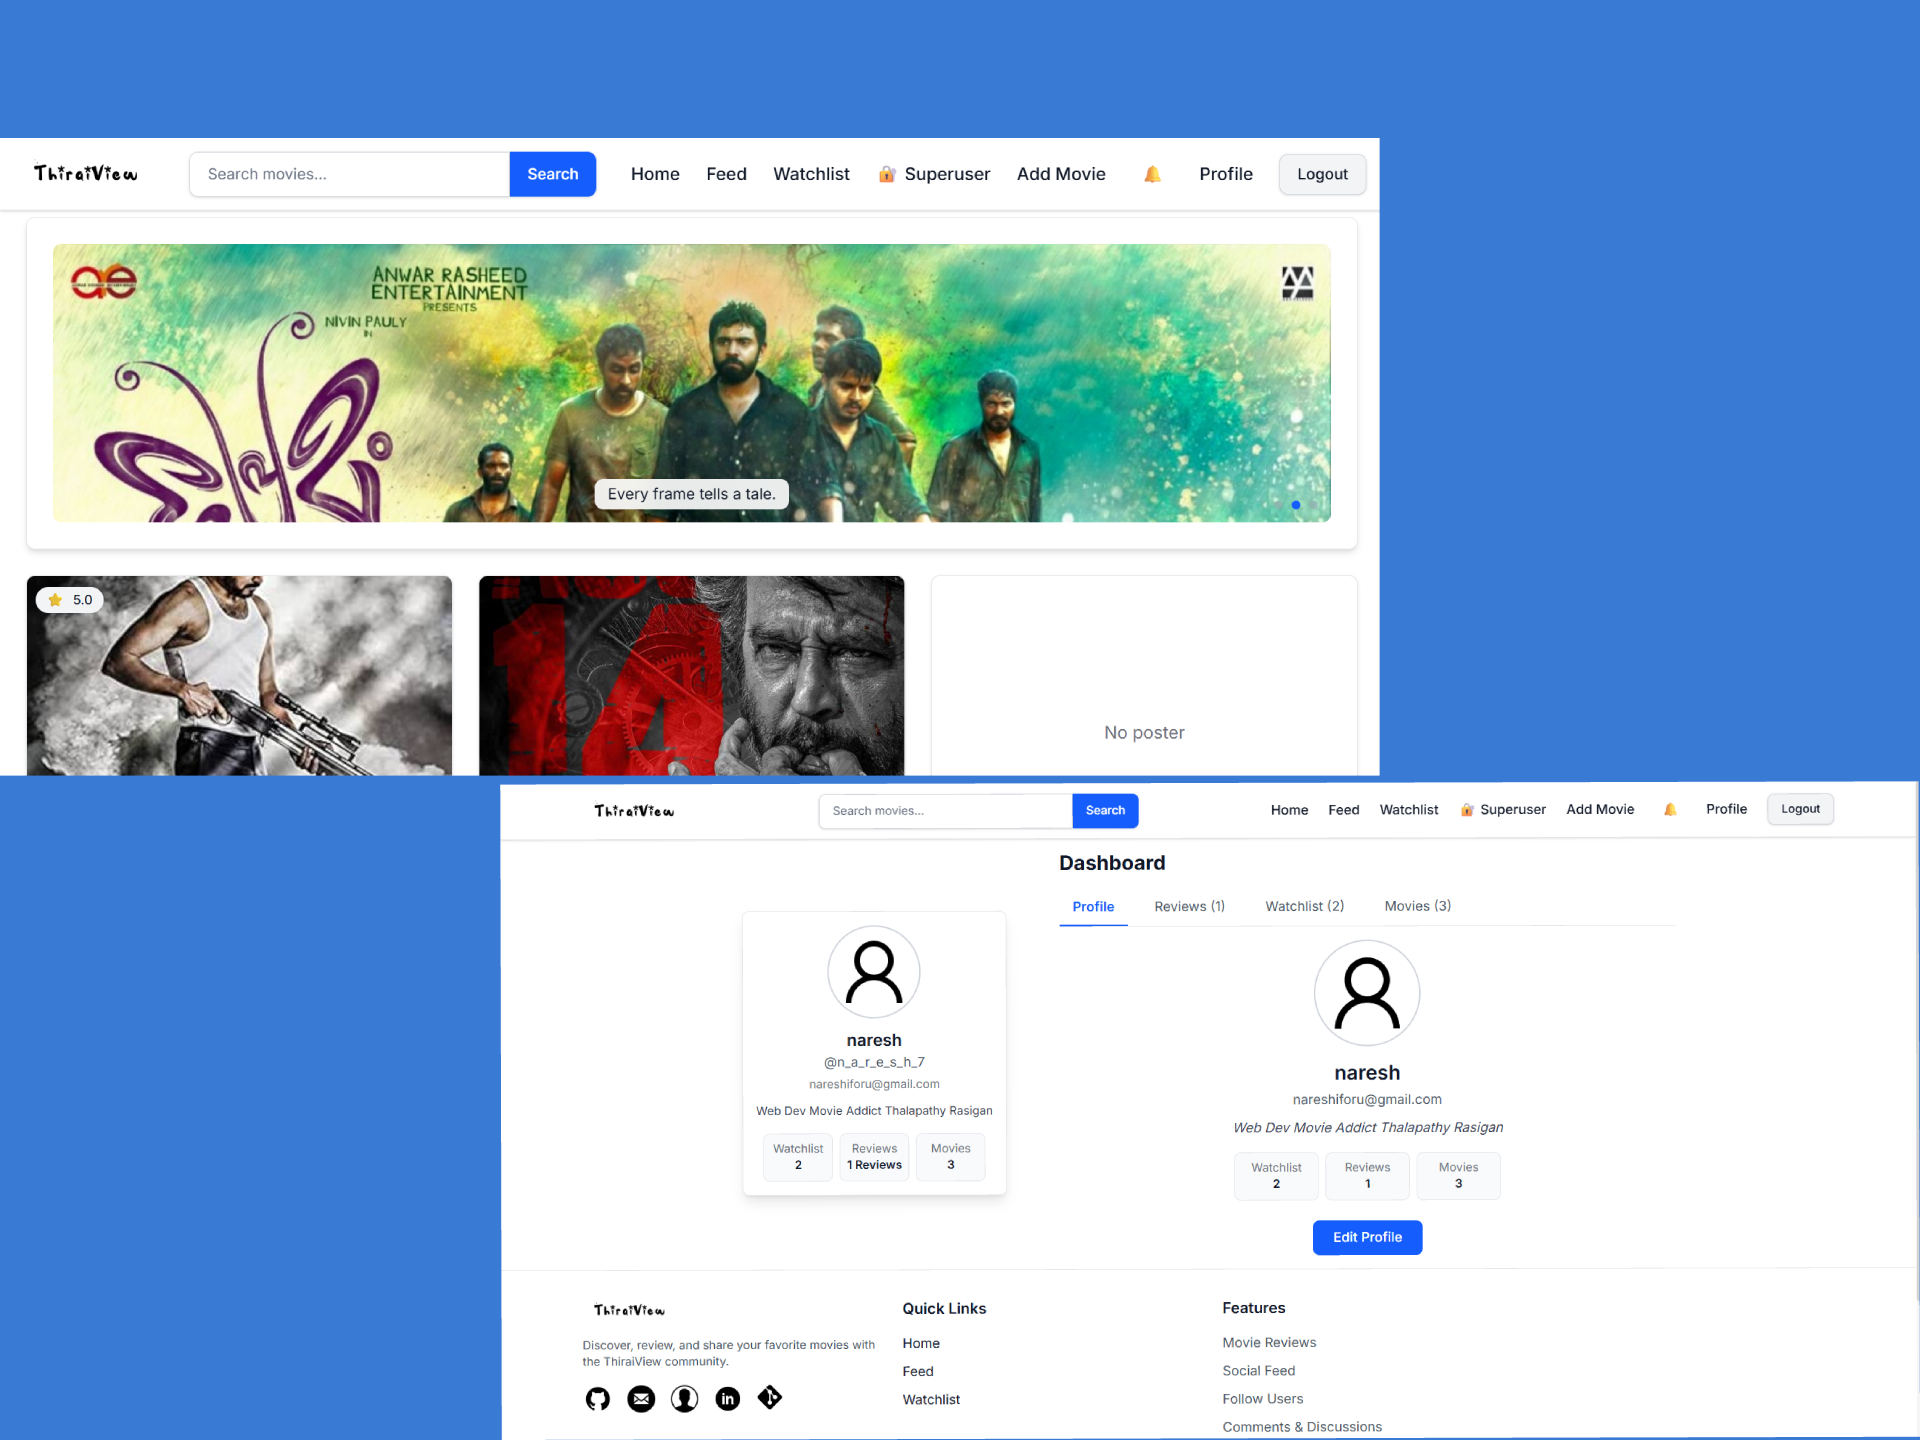 ThiraiView
Search movies...
Search
Home
Feed
Watchlist
Superuser
Add Movie
Profile
Logout
ae
ANWAR RASHEED
ENTERTAINMENT
PRESENTS
NIVIN PAULY
IN
പ്രേമം
Every frame tells a tale.
5.0
14
No poster
ThiraiView
Search movies...
Search
Home
Feed
Watchlist
Superuser
Add Movie
Profile
Logout
Dashboard
Profile
Reviews (1)
Watchlist (2)
Movies (3)
naresh
@n_a_r_e_s_h_7
nareshiforu@gmail.com
Web Dev Movie Addict Thalapathy Rasigan
Watchlist
2
Reviews
1 Reviews
Movies
3
naresh
nareshiforu@gmail.com
Web Dev Movie Addict Thalapathy Rasigan
Watchlist
2
Reviews
1
Movies
3
Edit Profile
ThiraiView
Discover, review, and share your favorite movies with
the ThiraiView community.
in
Quick Links
Home
Feed
Watchlist
Features
Movie Reviews
Social Feed
Follow Users
Comments & Discussions